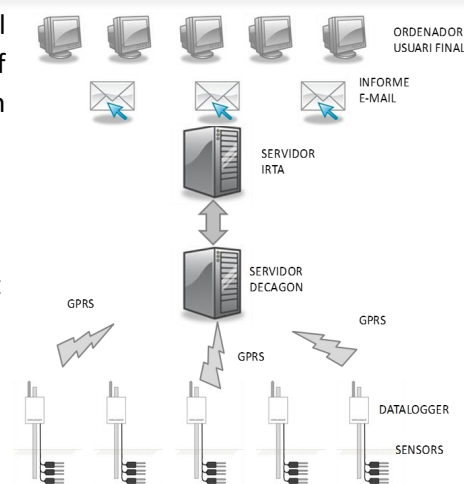 ORDENADOR
USUARI FINAL
INFORME
E-MAIL
SERVIDOR
IRTA
SERVIDOR
DECAGON
GPRS
GPRS
GPRS
DATALOGGER
SENSORS